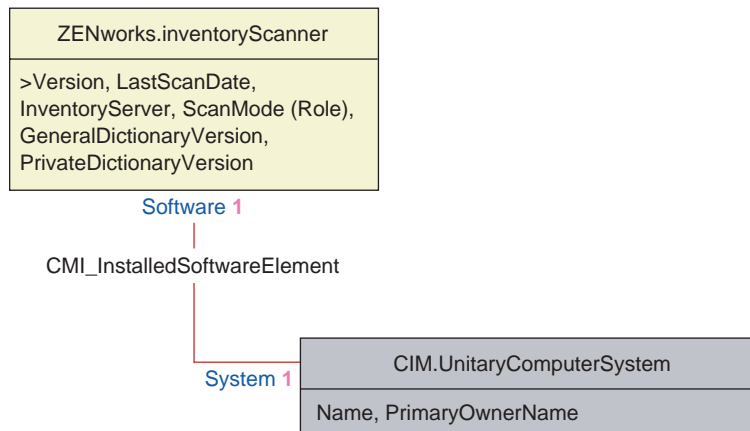 ZENworks.inventoryScanner
>Version, LastScanDate,
InventoryServer, ScanMode (Role),
GeneralDictionaryVersion,
PrivateDictionaryVersion
Software 1
CMI_InstalledSoftwareElement
System 1
CIM.UnitaryComputerSystem
Name, PrimaryOwnerName